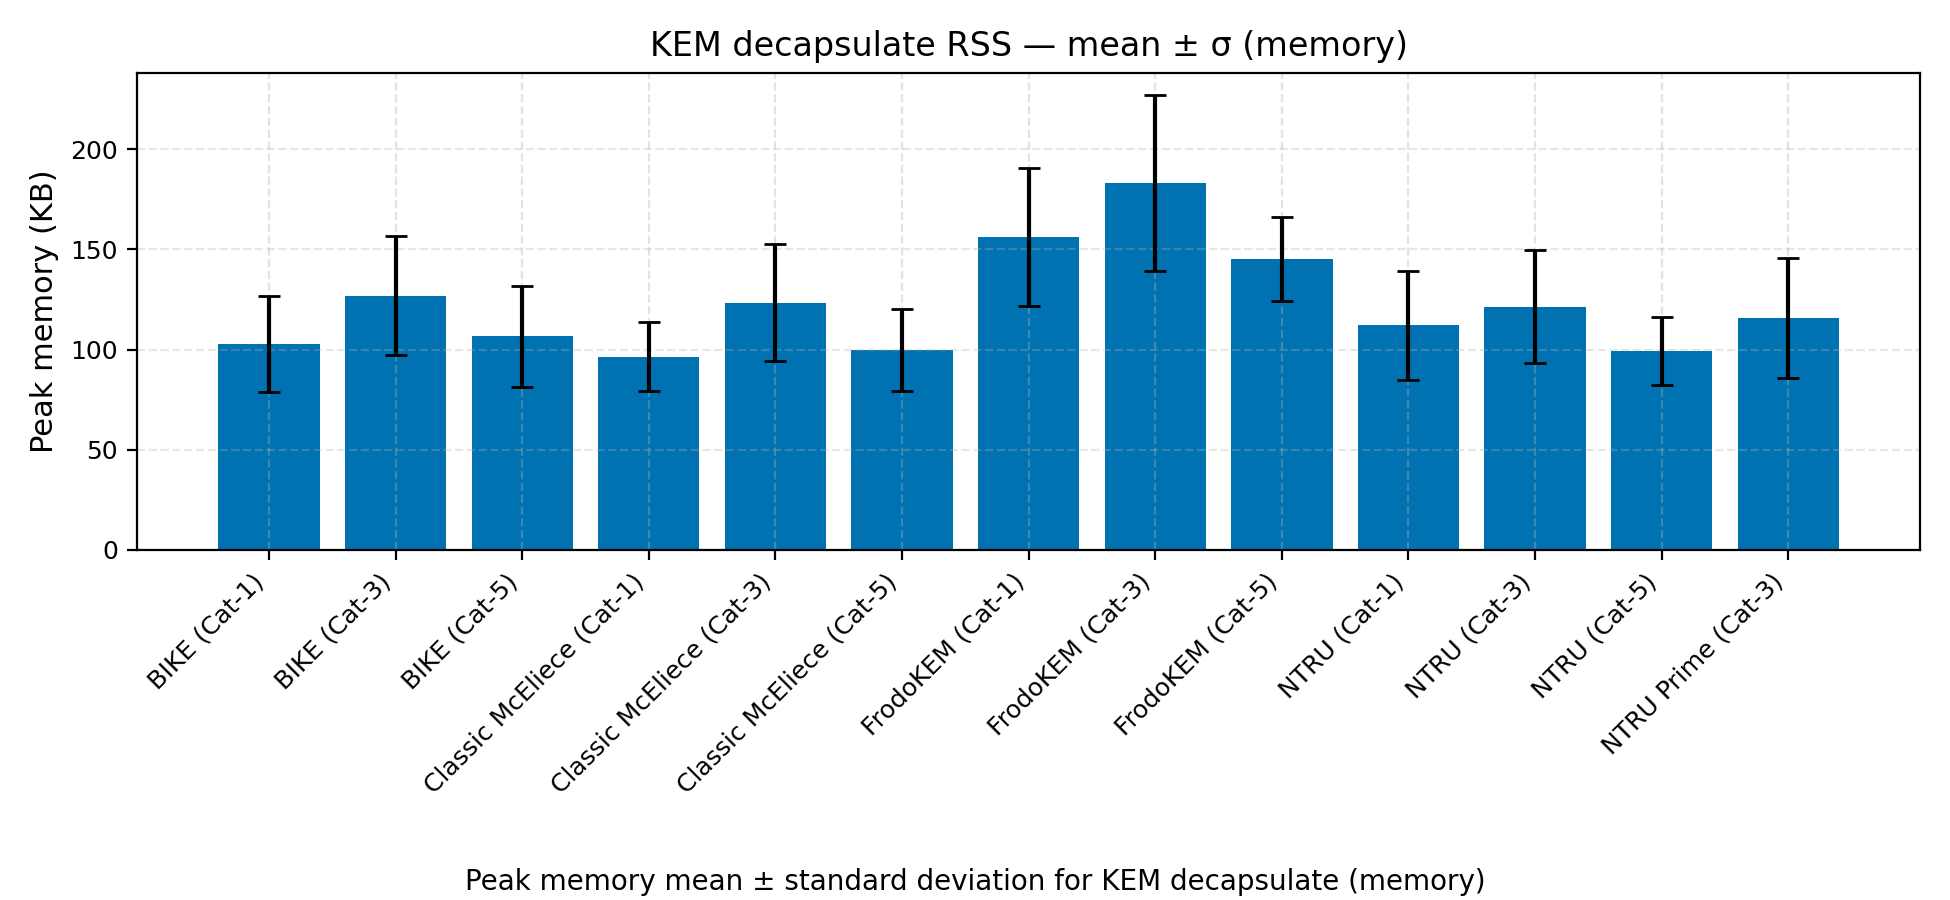 KEM decapsulate RSS — mean ± σ (memory)
Peak memory (KB)
200
150
100
50
0
BIKE (Cat-1)
BIKE (Cat-3)
BIKE (Cat-5)
Classic McEliece (Cat-1)
Classic McEliece (Cat-3)
Classic McEliece (Cat-5)
FrodoKEM (Cat-1)
FrodoKEM (Cat-3)
FrodoKEM (Cat-5)
NTRU (Cat-1)
NTRU (Cat-3)
NTRU (Cat-5)
NTRU Prime (Cat-3)
Peak memory mean ± standard deviation for KEM decapsulate (memory)